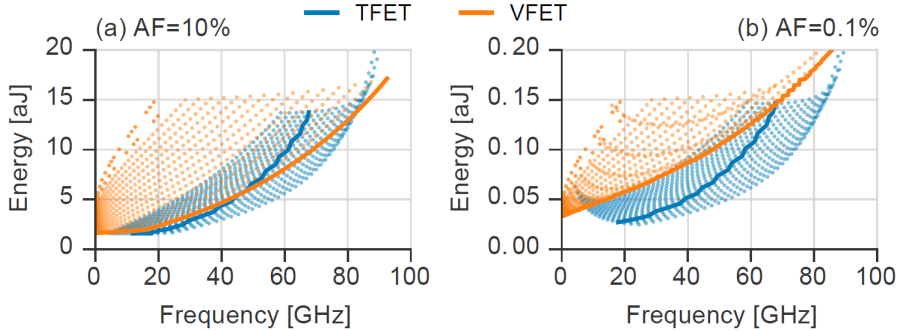 TFET VFET
(a) AF=10% (b) AF=0.1%
20 0.20
15 0.15
10 0.10
5 0.05
0 0.00
Energy [aJ] Energy [aJ]
0 20 40 60 80 100 0 20 40 60 80 100
Frequency [GHz] Frequency [GHz]